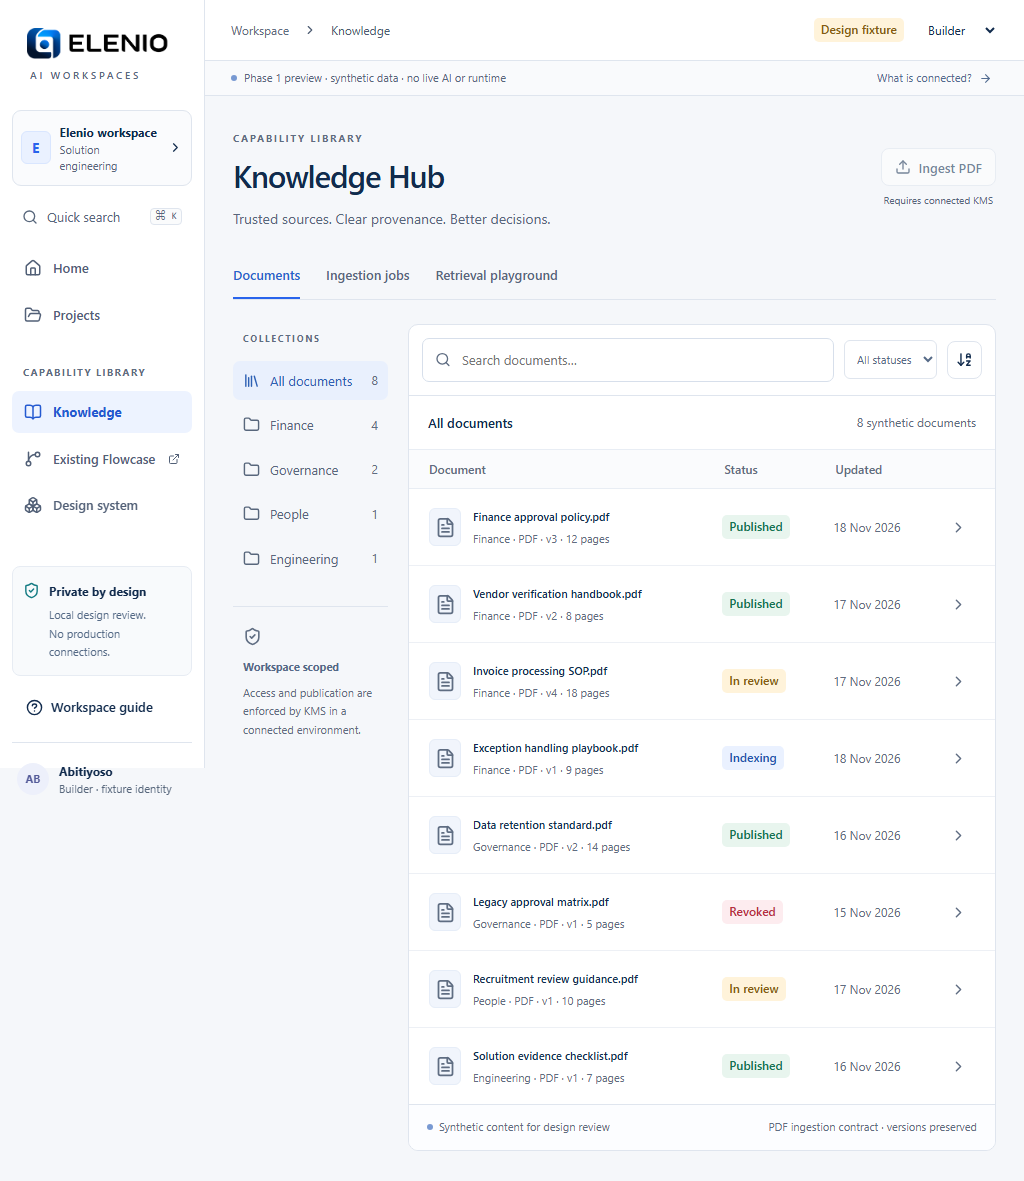 ELENIO
AI WORKSPACES
E
Elenio workspace
Solution
engineering
Quick search
⌘ K
Home
Projects
CAPABILITY LIBRARY
Knowledge
Existing Flowcase
Design system
Private by design
Local design review.
No production
connections.
Workspace guide
AB
Abitiyoso
Builder · fixture identity
Workspace
Knowledge
Design fixture
Builder
Phase 1 preview · synthetic data · no live AI or runtime
What is connected?
CAPABILITY LIBRARY
Knowledge Hub
Trusted sources. Clear provenance. Better decisions.
Ingest PDF
Requires connected KMS
Documents
Ingestion jobs
Retrieval playground
COLLECTIONS
All documents 8
Finance 4
Governance 2
People 1
Engineering 1
Workspace scoped
Access and publication are
enforced by KMS in a
connected environment.
Search documents...
All statuses
All documents
8 synthetic documents
Document Status Updated
Finance approval policy.pdf
Finance · PDF · v3 · 12 pages
Published
18 Nov 2026
Vendor verification handbook.pdf
Finance · PDF · v2 · 8 pages
Published
17 Nov 2026
Invoice processing SOP.pdf
Finance · PDF · v4 · 18 pages
In review
17 Nov 2026
Exception handling playbook.pdf
Finance · PDF · v1 · 9 pages
Indexing
18 Nov 2026
Data retention standard.pdf
Governance · PDF · v2 · 14 pages
Published
16 Nov 2026
Legacy approval matrix.pdf
Governance · PDF · v1 · 5 pages
Revoked
15 Nov 2026
Recruitment review guidance.pdf
People · PDF · v1 · 10 pages
In review
17 Nov 2026
Solution evidence checklist.pdf
Engineering · PDF · v1 · 7 pages
Published
16 Nov 2026
Synthetic content for design review
PDF ingestion contract · versions preserved